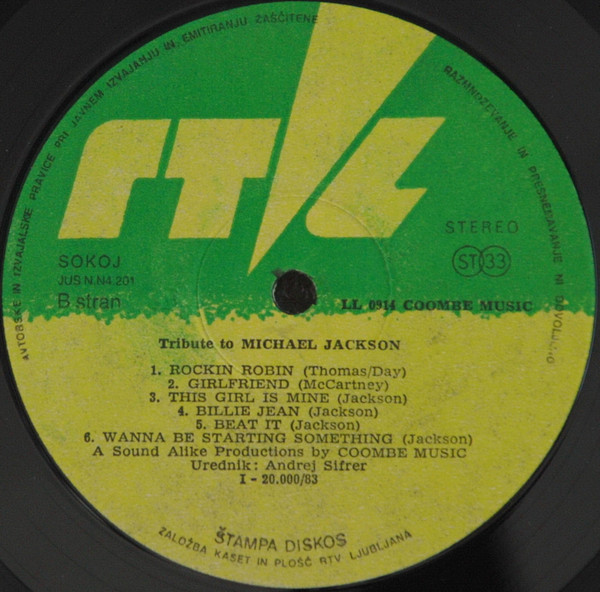 AVTORSKE IN IZVAJALSKE PRAVICE PRI JAVNEM IZVAJANJU IN EMITIRANJU ZAŠČITENE
RAZMNOŽEVANJE IN PRESNEMAVANJE NI DOVOLJENO
RTL
STEREO
SOKOJ
JUS N.N4.201
B stran
ST 33
LL 0914 COOMBE MUSIC
Tribute to MICHAEL JACKSON
1. ROCKIN ROBIN (Thomas/Day)
2. GIRLFRIEND (McCartney)
3. THIS GIRL IS MINE (Jackson)
4. BILLIE JEAN (Jackson)
5. BEAT IT (Jackson)
6. WANNA BE STARTING SOMETHING (Jackson)
A Sound Alike Productions by COOMBE MUSIC
Urednik: Andrej Sifrer
I - 20.000/83
ŠTAMPA DISKOS
ZALOŽBA KASET IN PLOŠČ RTV LJUBLJANA